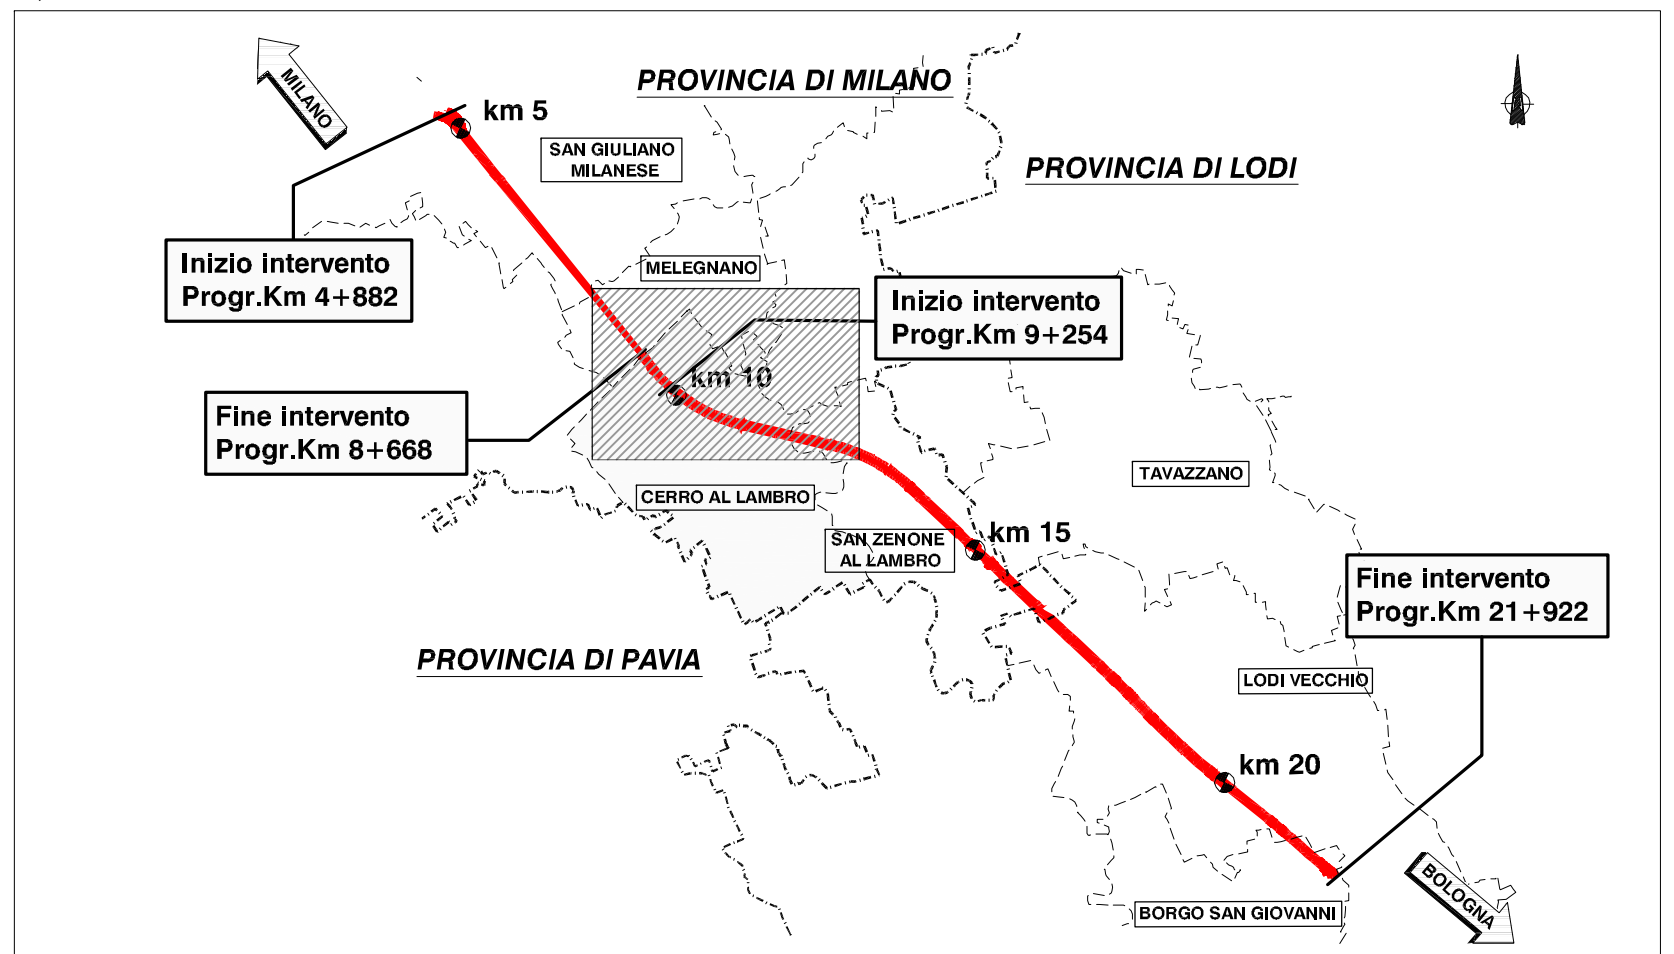 MILANO
PROVINCIA DI MILANO
km 5
SAN GIULIANO
MILANESE
PROVINCIA DI LODI
Inizio intervento
Progr.Km 4+882
MELEGNANO
Inizio intervento
Progr.Km 9+254
km 10
Fine intervento
Progr.Km 8+668
TAVAZZANO
CERRO AL LAMBRO
km 15
SAN ZENONE
AL LAMBRO
Fine intervento
Progr.Km 21+922
PROVINCIA DI PAVIA
LODI VECCHIO
km 20
BOLOGNA
BORGO SAN GIOVANNI